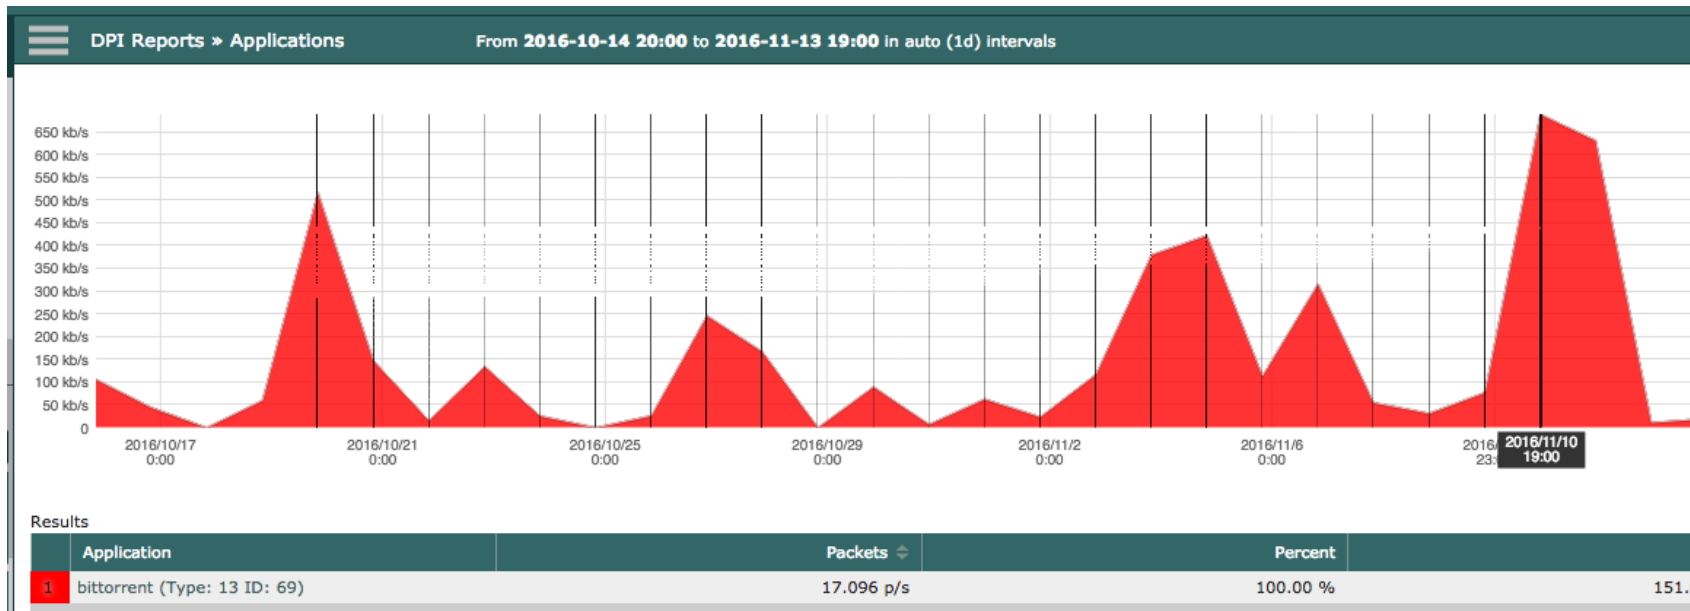 DPI Reports » Applications From 2016-10-14 20:00 to 2016-11-13 19:00 in auto (1d) intervals
650 kb/s
600 kb/s
550 kb/s
500 kb/s
450 kb/s
400 kb/s
350 kb/s
300 kb/s
250 kb/s
200 kb/s
150 kb/s
100 kb/s
50 kb/s
0
2016/10/17 2016/10/21 2016/10/25 2016/10/29 2016/11/2 2016/11/6 2016/ 2016/11/10
0:00 0:00 0:00 0:00 0:00 0:00 23: 19:00
Results
Application Packets Percent
1 bittorrent (Type: 13 ID: 69) 17.096 p/s 100.00 % 151.